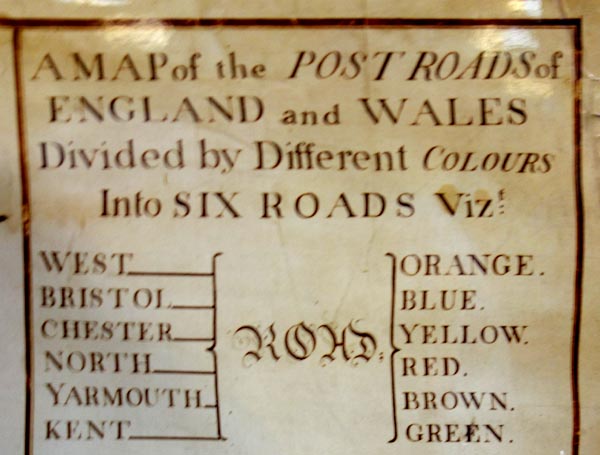 A MAP of the POST ROADS of
ENGLAND and WALES
Divided by Different COLOURS
Into SIX ROADS Vizt.
WEST
BRISTOL
CHESTER
NORTH
YARMOUTH
KENT
ROAD.
ORANGE.
BLUE.
YELLOW.
RED.
BROWN.
GREEN.